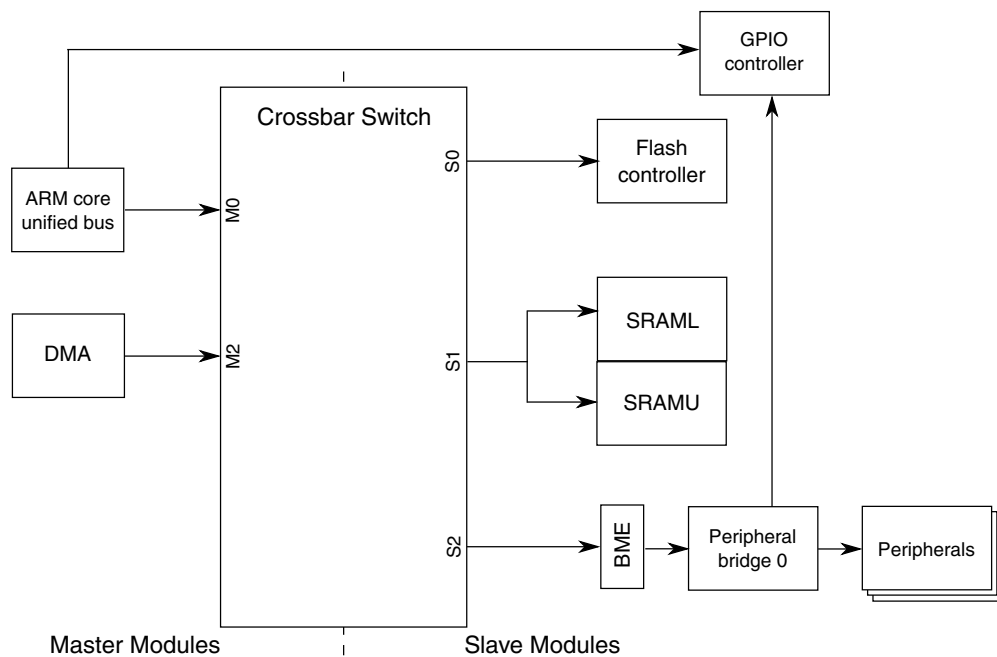 GPIO
controller
Crossbar Switch
S0
Flash
controller
ARM core
unified bus
M0
SRAML
DMA
M2
S1
SRAMU
S2
BME
Peripheral
bridge 0
Peripherals
Master Modules
Slave Modules